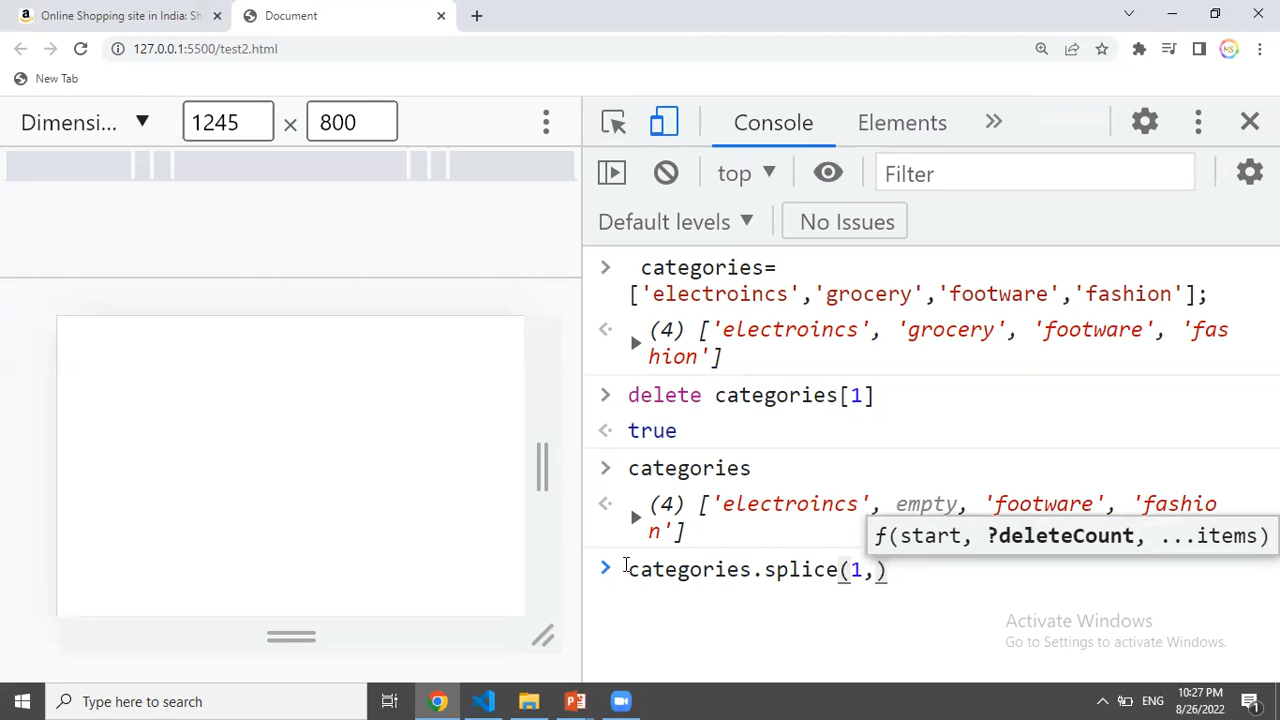 Online Shopping site in India: Sh
Document
127.0.0.1:5500/test2.html
MS
New Tab
Dimensi... 1245 × 800
Console Elements
top Filter
Default levels No Issues
categories=
['electroincs','grocery','footware','fashion'];
(4) ['electroincs', 'grocery', 'footware', 'fas
hion']
delete categories[1]
true
categories
(4) ['electroincs', empty, 'footware', 'fashio
n']
f(start, ?deleteCount, ...items)
categories.splice(1,)
Activate Windows
Go to Settings to activate Windows.
Type here to search
ENG
10:27 PM
8/26/2022
1